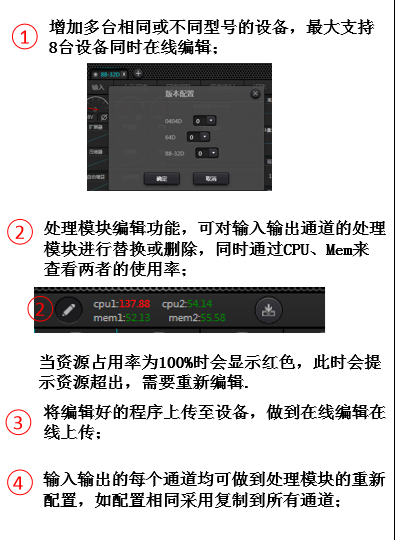 ① 增加多台相同或不同型号的设备，最大支持
8台设备同时在线编辑；
88-32D x
输入
版本配置
0404D 0
64D 0
88-32D 0
确定 取消
② 处理模块编辑功能，可对输入输出通道的处理
模块进行替换或删除，同时通过CPU、Mem来
查看两者的使用率；
② cpu1:137.88 cpu2:54.14
mem1:52.13 mem2:55.58
当资源占用率为100%时会显示红色，此时会提
示资源超出，需要重新编辑.
③ 将编辑好的程序上传至设备，做到在线编辑在
线上传；
④ 输入输出的每个通道均可做到处理模块的重新
配置，如配置相同采用复制到所有通道；